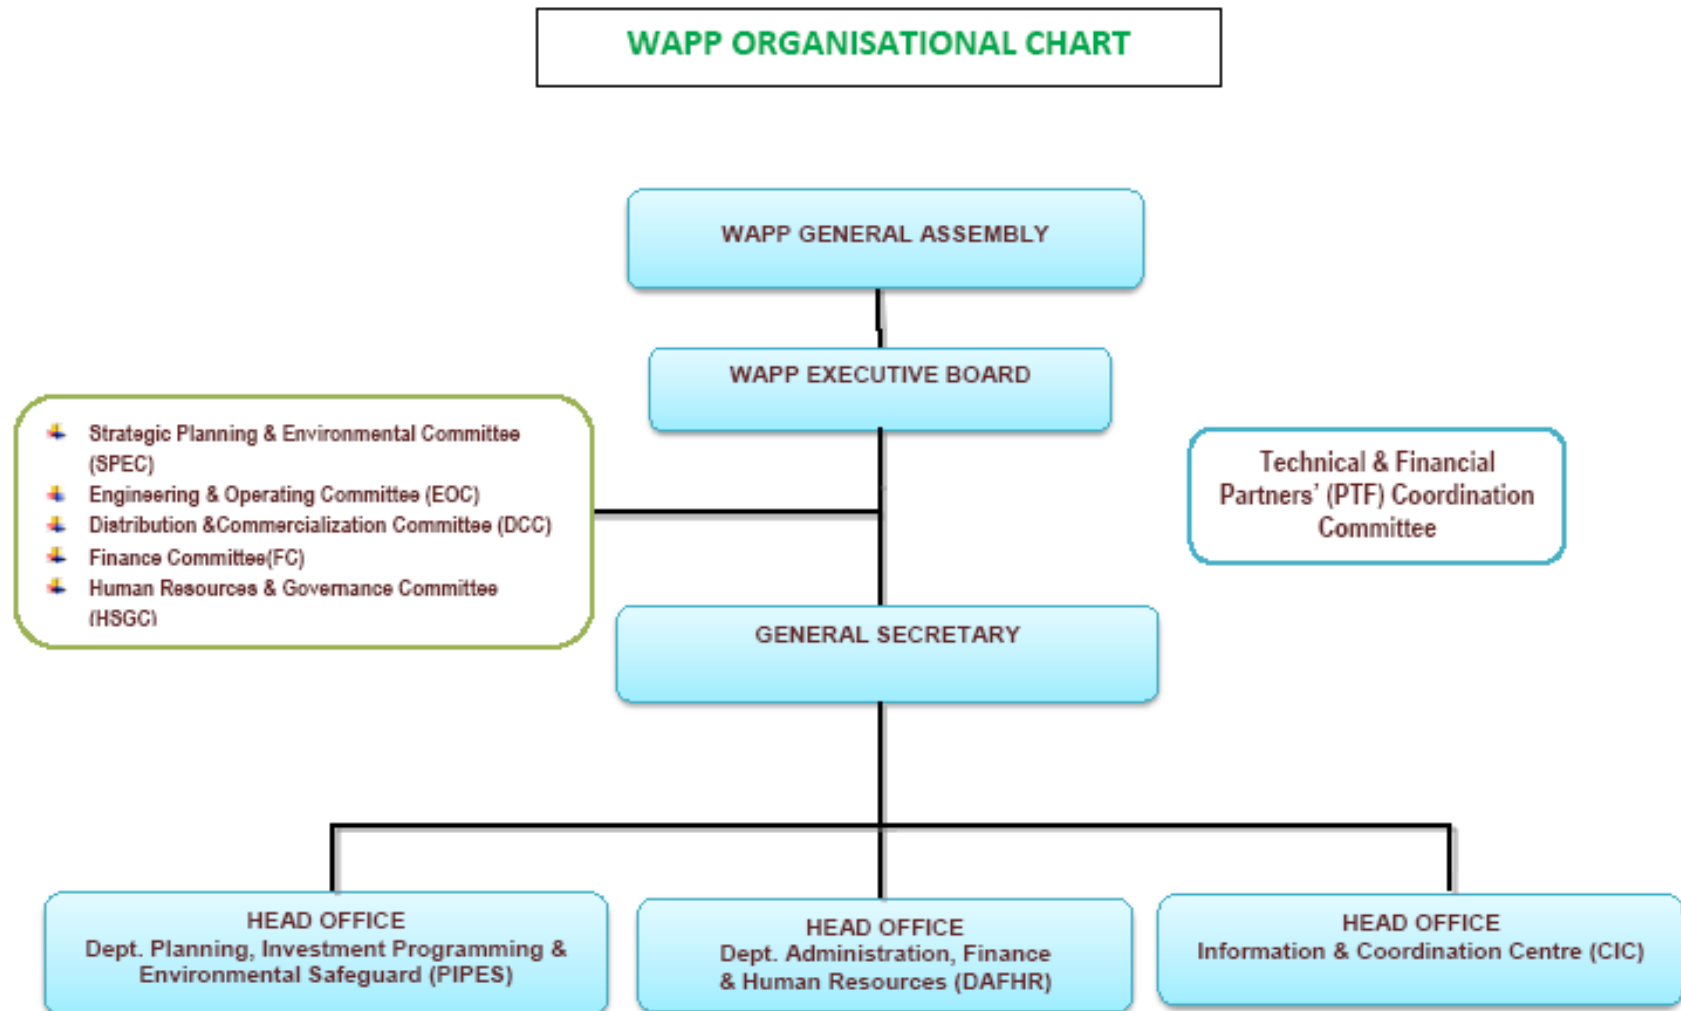 WAPP ORGANISATIONAL CHART
WAPP GENERAL ASSEMBLY
WAPP EXECUTIVE BOARD
Strategic Planning & Environmental Committee
(SPEC)
Engineering & Operating Committee (EOC)
Distribution &Commercialization Committee (DCC)
Finance Committee(FC)
Human Resources & Governance Committee
(HSGC)
Technical & Financial
Partners’ (PTF) Coordination
Committee
GENERAL SECRETARY
HEAD OFFICE
Dept. Planning, Investment Programming &
Environmental Safeguard (PIPES)
HEAD OFFICE
Dept. Administration, Finance
& Human Resources (DAFHR)
HEAD OFFICE
Information & Coordination Centre (CIC)